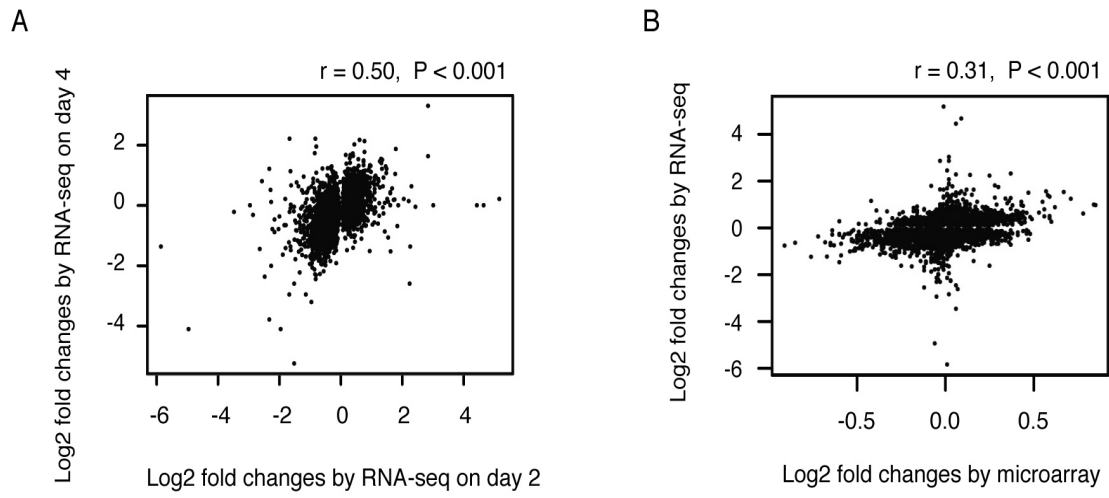 A
r = 0.50, P < 0.001
Log2 fold changes by RNA-seq on day 4
2
0
-2
-4
-6
-4
-2
0
2
4
Log2 fold changes by RNA-seq on day 2
B
r = 0.31, P < 0.001
Log2 fold changes by RNA-seq
4
2
0
-2
-4
-6
-0.5
0.0
0.5
Log2 fold changes by microarray